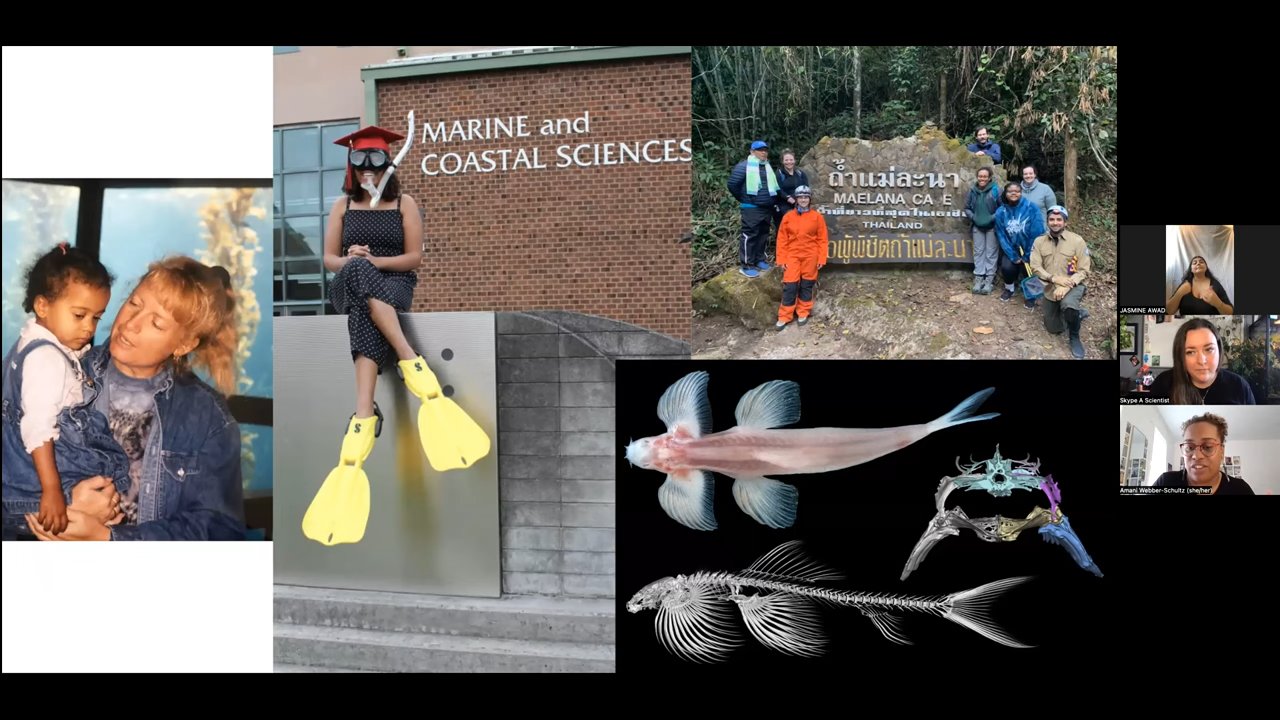 MARINE and
COASTAL SCIENCES
ถ้ำแม่ละนา
MAELANA CA E
THAILAND
JASMINE AWAD
Skype A Scientist
Amani Webber-Schultz (she/her)
S
S